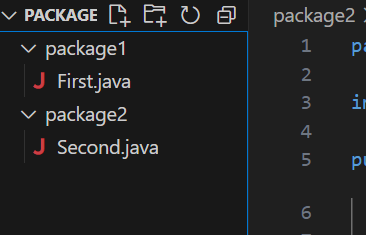 PACKAGE
package1
First.java
package2
Second.java
package2
1
2
3
4
5
6